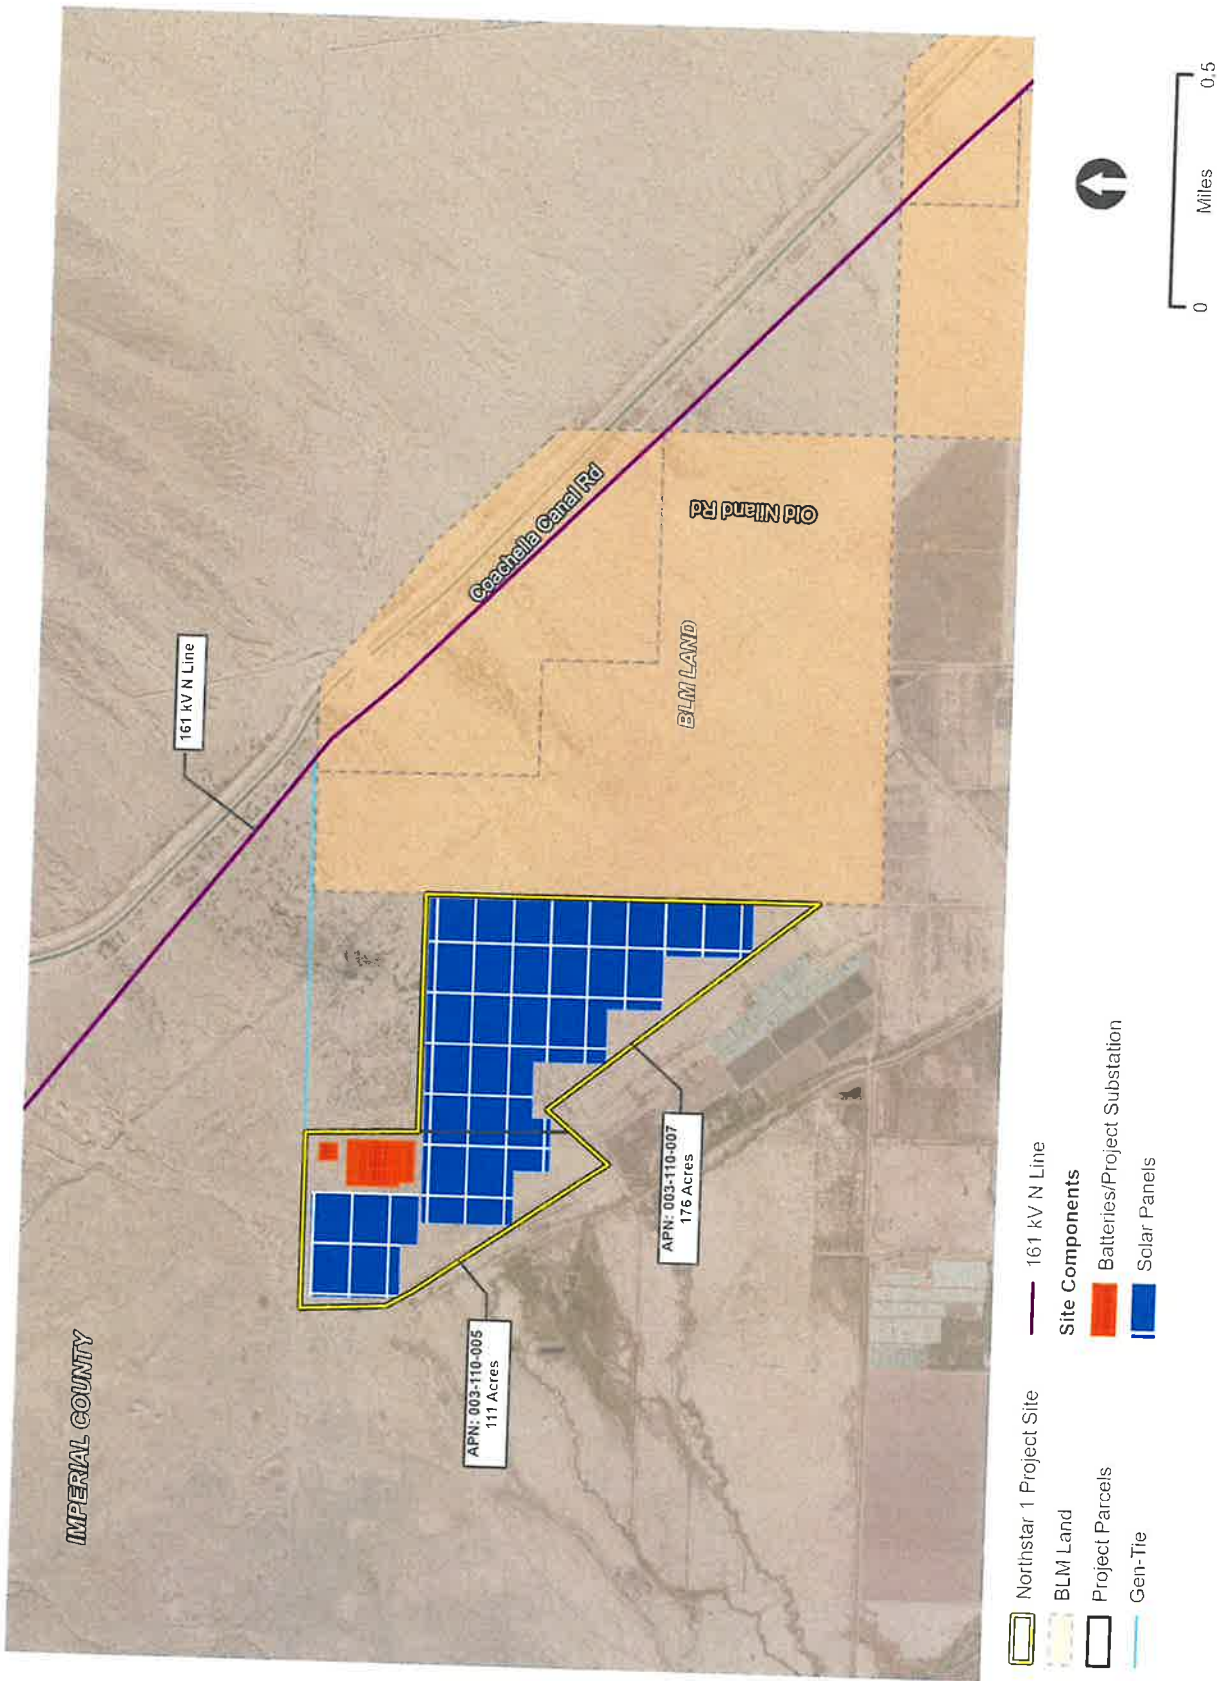 IMPERIAL COUNTY
161 kV N Line
Coachella Canal Rd
Old Niland Rd
BLM LAND
APN: 003-110-005
111 Acres
APN: 003-110-007
176 Acres
Northstar 1 Project Site
BLM Land
Project Parcels
Gen-Tie
161 kV N Line
Site Components
Batteries/Project Substation
Solar Panels
0
Miles
0.5